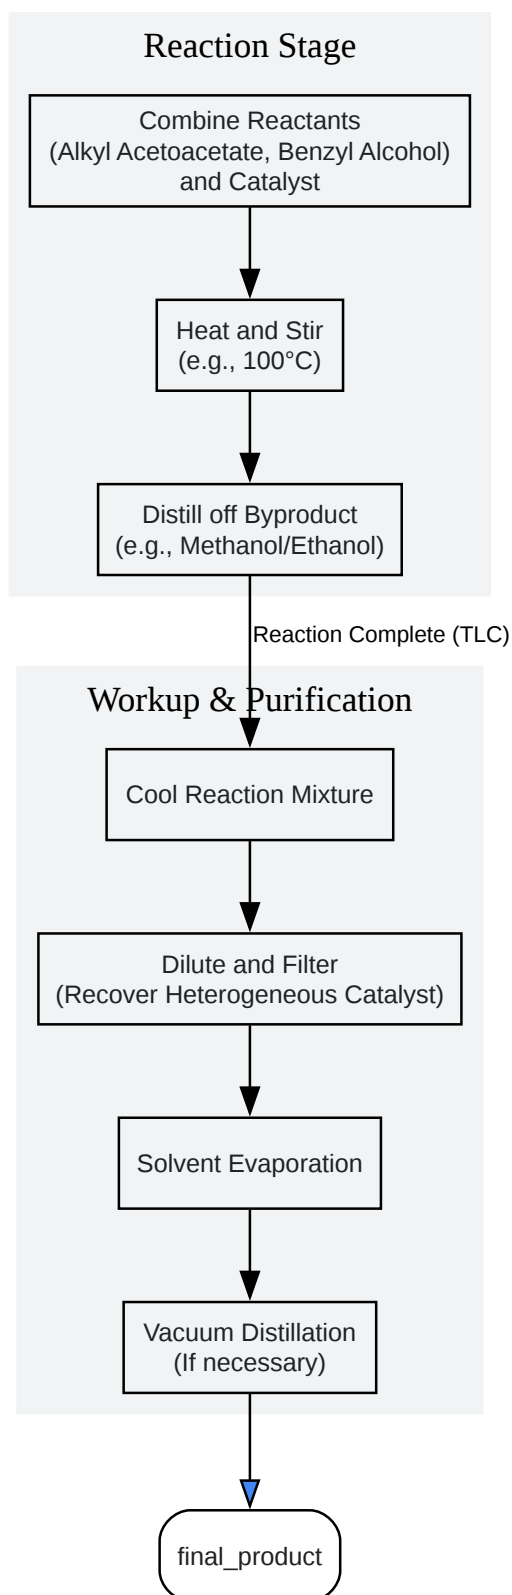 Reaction Stage
Combine Reactants
(Alkyl Acetoacetate, Benzyl Alcohol)
and Catalyst
Heat and Stir
(e.g., 100°C)
Distill off Byproduct
(e.g., Methanol/Ethanol)
Reaction Complete (TLC)
Workup & Purification
Cool Reaction Mixture
Dilute and Filter
(Recover Heterogeneous Catalyst)
Solvent Evaporation
Vacuum Distillation
(If necessary)
final_product